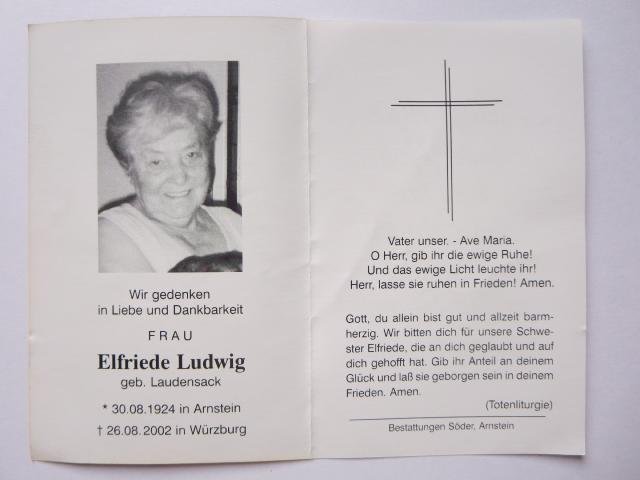 Wir gedenken
in Liebe und Dankbarkeit
FRAU
Elfriede Ludwig
geb. Laudensack
* 30.08.1924 in Arnstein
† 26.08.2002 in Würzburg
Vater unser. - Ave Maria.
O Herr, gib ihr die ewige Ruhe!
Und das ewige Licht leuchte ihr!
Herr, lasse sie ruhen in Frieden! Amen.
Gott, du allein bist gut und allzeit barm-
herzig. Wir bitten dich für unsere Schwe-
ster Elfriede, die an dich geglaubt und auf
dich gehofft hat. Gib ihr Anteil an deinem
Glück und laß sie geborgen sein in deinem
Frieden. Amen.
(Totenliturgie)
Bestattungen Söder, Arnstein